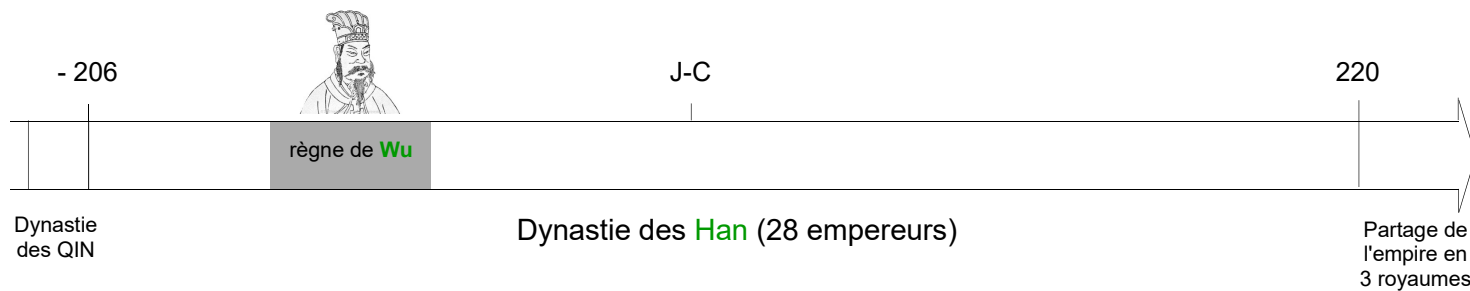 - 206
J-C
220
règne de Wu
Dynastie
des QIN
Dynastie des Han (28 empereurs)
Partage de
l'empire en
3 royaumes